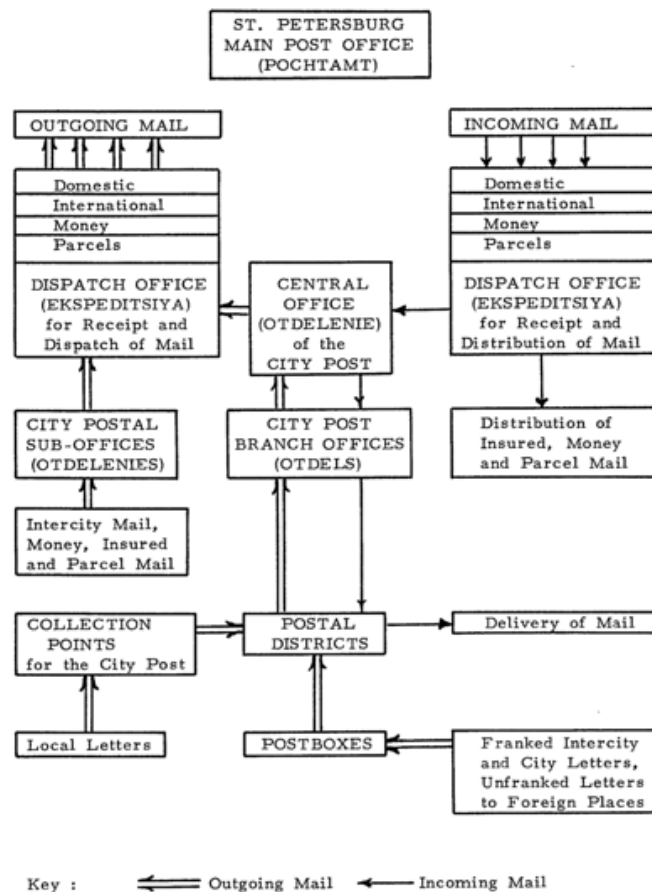 ST. PETERSBURG
MAIN POST OFFICE
(POCHTAMT)
OUTGOING MAIL
Domestic
International
Money
Parcels
DISPATCH OFFICE
(EKSPEDITSIYA)
for Receipt and
Dispatch of Mail
CITY POSTAL
SUB-OFFICES
(OTDELENIES)
Intercity Mail,
Money, Insured
and Parcel Mail
CENTRAL
OFFICE
(OTDELENIE)
of the
CITY POST
CITY POST
BRANCH OFFICES
(OTDELS)
INCOMING MAIL
Domestic
International
Money
Parcels
DISPATCH OFFICE
(EKSPEDITSIYA)
for Receipt and
Distribution of Mail
Distribution of
Insured, Money
and Parcel Mail
COLLECTION
POINTS
for the City Post
POSTAL
DISTRICTS
Delivery of Mail
Local Letters
POSTBOXES
Franked Intercity
and City Letters,
Unfranked Letters
to Foreign Places
Key : Outgoing Mail Incoming Mail